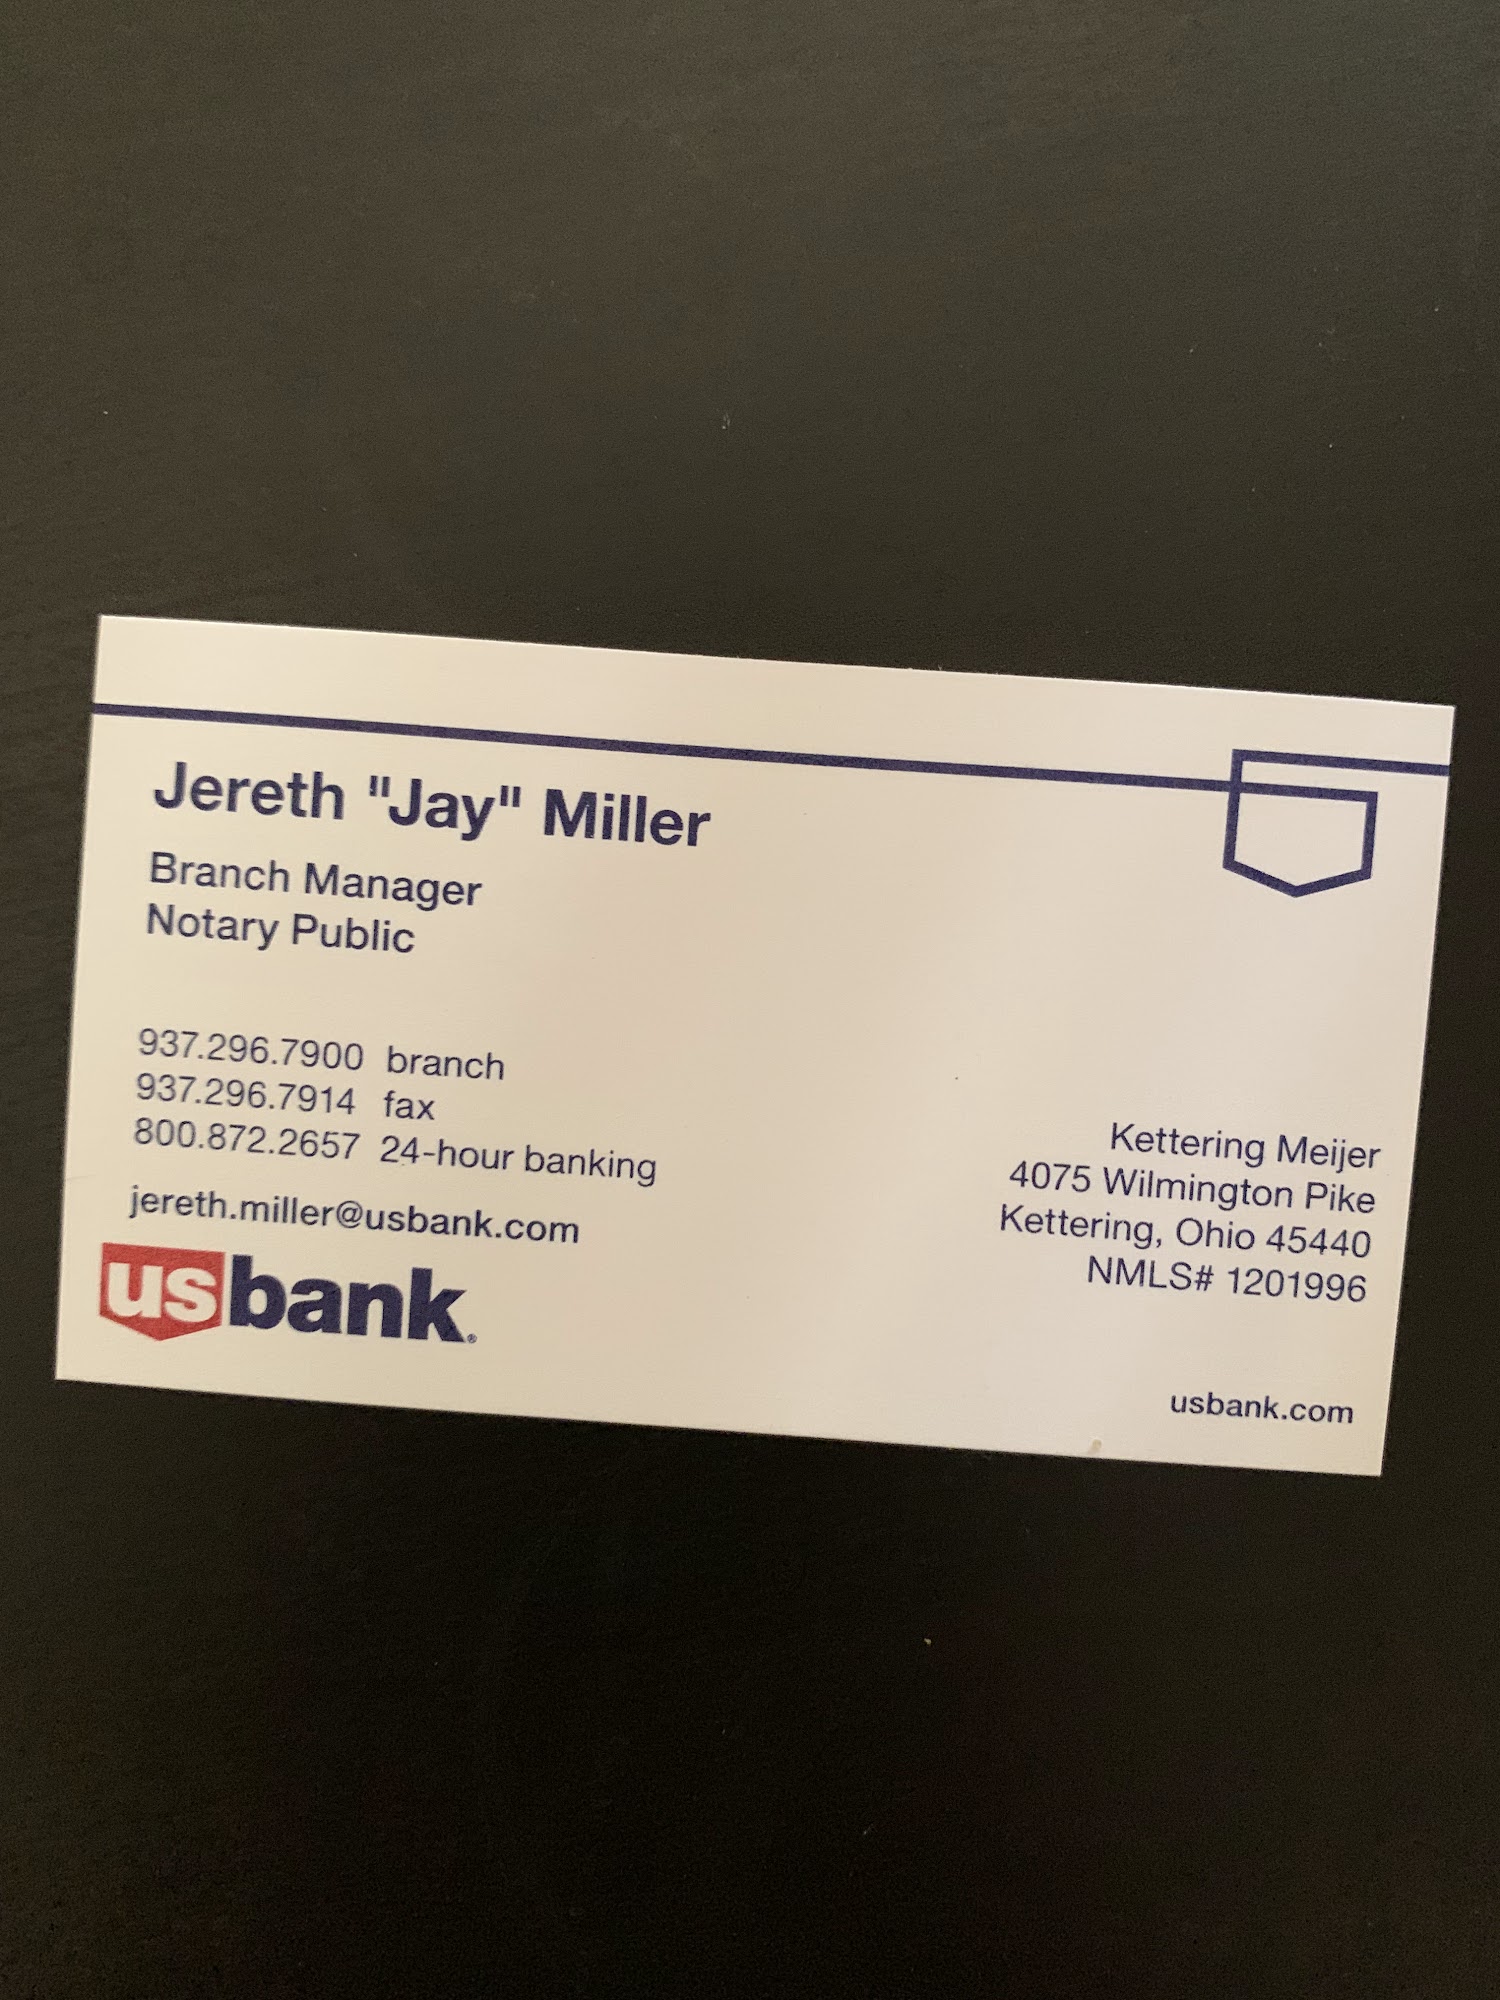 Jereth "Jay" Miller
Branch Manager
Notary Public
937.296.7900 branch
937.296.7914 fax
800.872.2657 24-hour banking
jereth.miller@usbank.com
usbank®
Kettering Meijer
4075 Wilmington Pike
Kettering, Ohio 45440
NMLS# 1201996
usbank.com